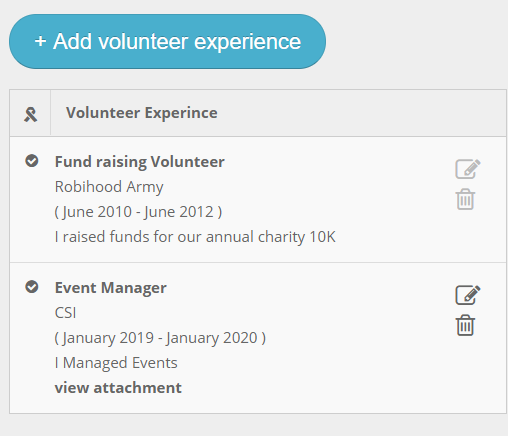 + Add volunteer experience
Volunteer Experince
Fund raising Volunteer
Robihood Army
( June 2010 - June 2012 )
I raised funds for our annual charity 10K
Event Manager
CSI
( January 2019 - January 2020 )
I Managed Events
view attachment